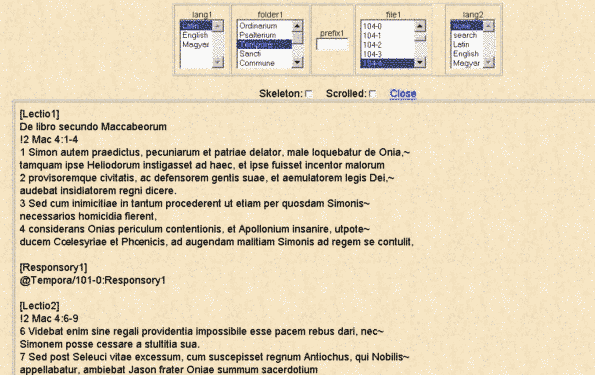 lang1 folder1 prefix1 file1 lang2
Latin Ordinarium 104-0 none
English Psalterium 104-1 search
Magyar Tempora 104-2 Latin
Sancti 104-3 English
Commune 104-4 Magyar
Skeleton: Scrolled: Close
[Lectio1]
De libro secundo Maccabeorum
!2 Mac 4:1-4
1 Simon autem praedictus, pecuniarum et patriae delator, male loquebatur de Onia,~
tamquam ipse Heliodorum instigasset ad haec, et ipse fuisset incentor malorum
2 provisoremque civitatis, ac defensorem gentis suae, et aemulatorem legis Dei,~
audebat insidiatorem regni dicere.
3 Sed cum inimicitiae in tantum procederent ut etiam per quosdam Simonis~
necessarios homicidia fierent,
4 considerans Onias periculum contentionis, et Apollonium insanire, utpote~
ducem Cœlesyriae et Phœnicis, ad augendam malitiam Simonis ad regem se contulit,
[Responsory1]
@Tempora/101-0:Responsory1
[Lectio2]
!2 Mac 4:6-9
6 Videbat enim sine regali providentia impossibile esse pacem rebus dari, nec~
Simonem posse cessare a stultitia sua.
7 Sed post Seleuci vitae excessum, cum suscepisset regnum Antiochus, qui Nobilis~
appellabatur, ambiebat Jason frater Oniae summum sacerdotium